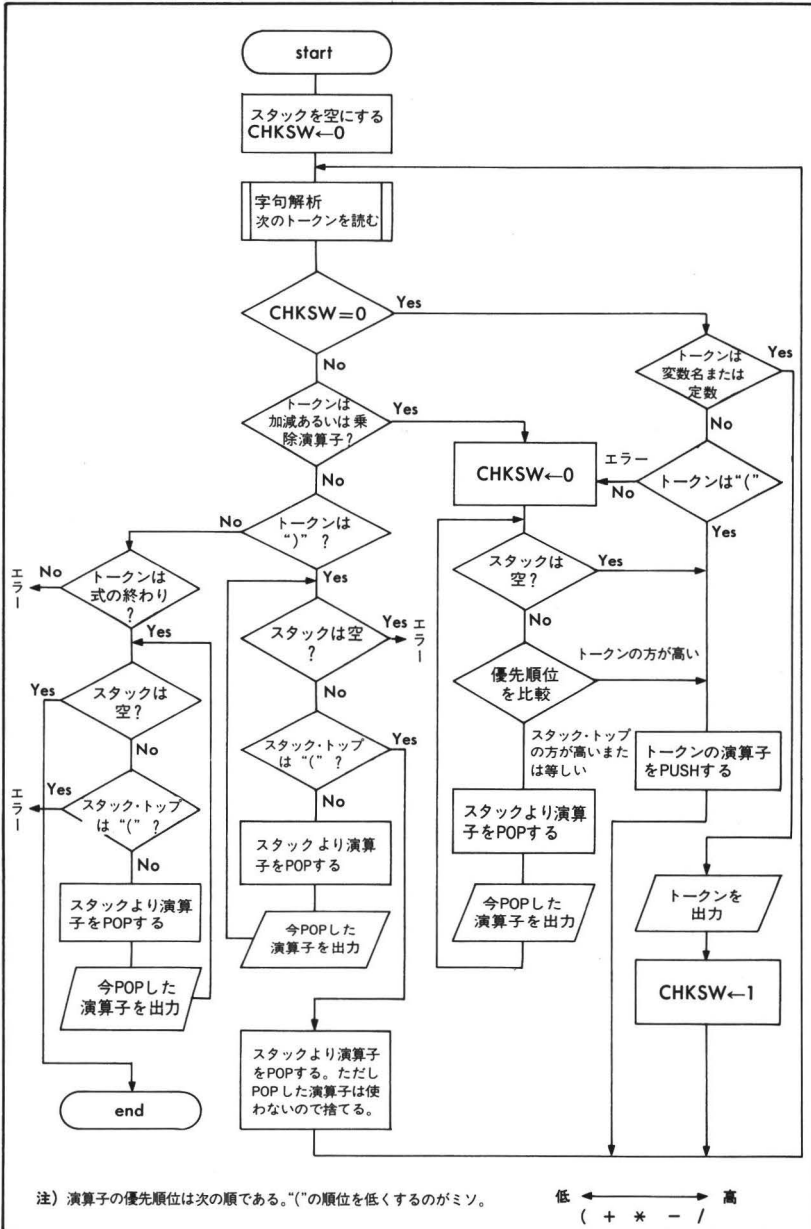 start
スタックを空にする
CHKSW←0
字句解析
次のトークンを読む
CHKSW=0
Yes
No
トークンは
変数名または
定数
Yes
No
トークンは
加減あるいは乗
除演算子?
Yes
No
CHKSW←0
エラー
No
トークンは“(”
Yes
トークンは
“)” ?
No
Yes
トークンは
式の終わり
?
No
エラー
Yes
スタックは空
?
Yes
エラー
No
スタックは
空?
Yes
No
優先順位
を比較
トークンの方が高い
スタック・トップ
の方が高いまた
は等しい
スタックは
空?
Yes
No
スタック・トップ
は“(” ?
Yes
No
トークンの演算子
をPUSHする
スタック・トップ
は“(” ?
Yes
エラー
No
スタックより演算
子をPOPする
スタックより演算
子をPOPする
スタックより演算
子をPOPする
今POPした
演算子を出力
今POPした
演算子を出力
今POPした
演算子を出力
トークンを
出力
CHKSW←1
スタックより演算子
をPOPする。ただし
POPした演算子は使
わないので捨てる。
end
注) 演算子の優先順位は次の順である。“(”の順位を低くするのがミソ。
低 ←→ 高
( + * - /